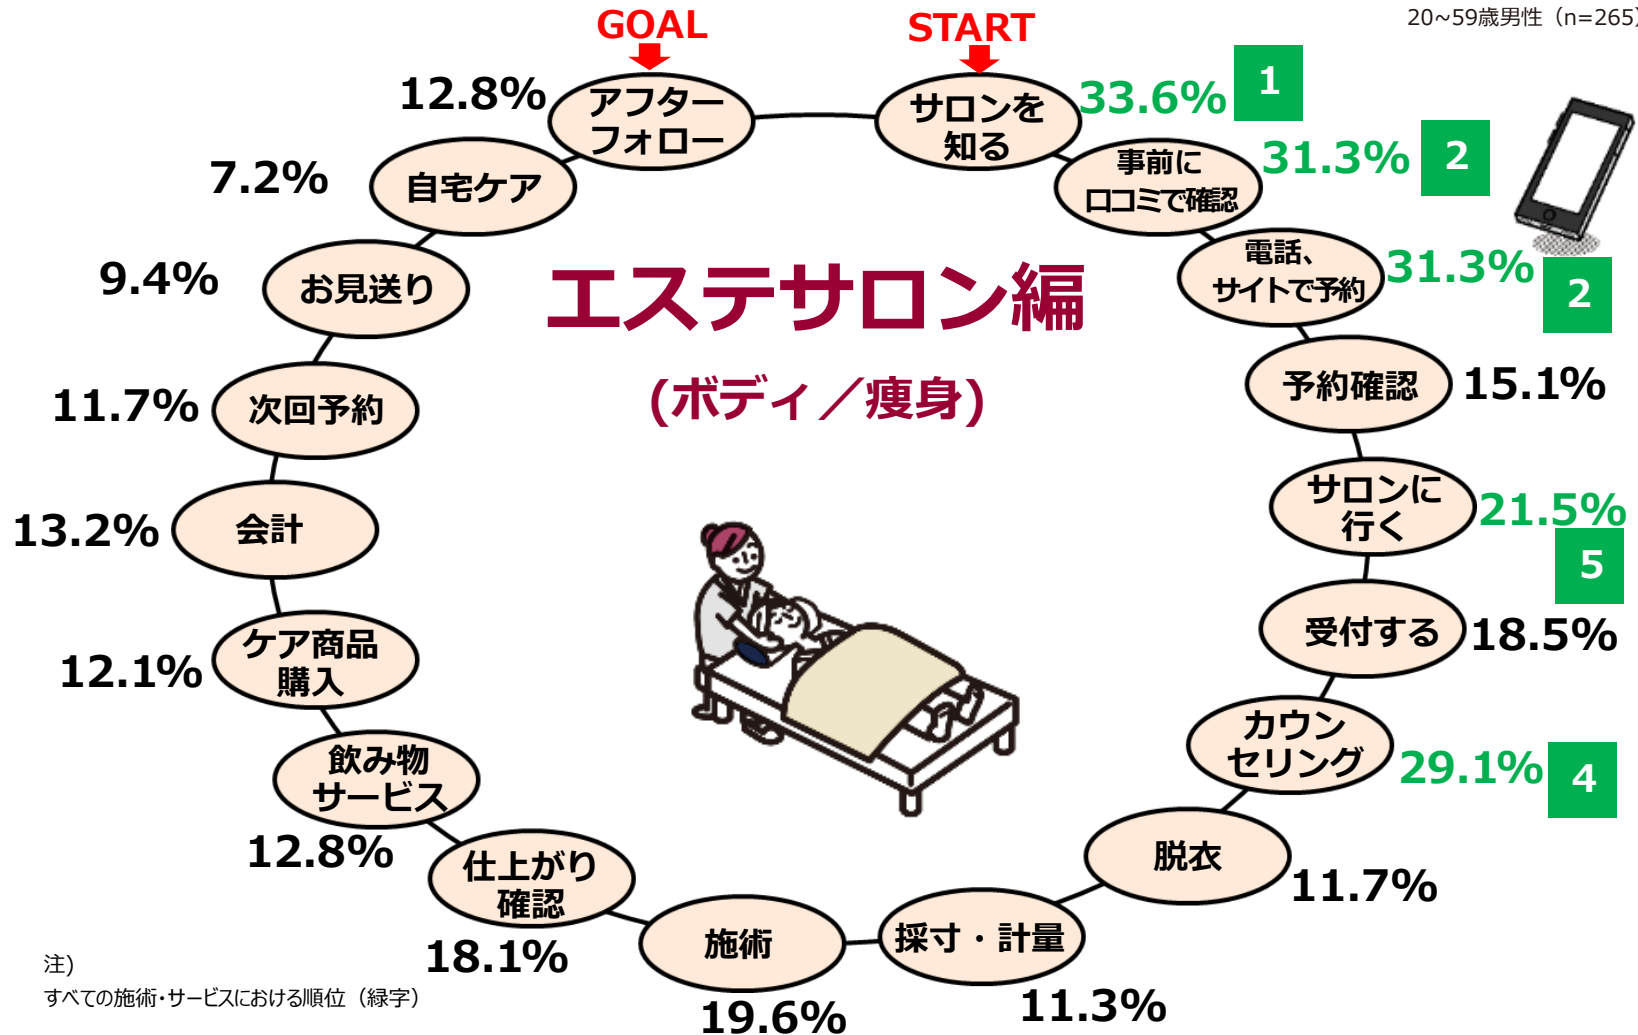 20~59歳男性（n=265）
GOAL
START
サロンを
知る
33.6%
1
事前に
口コミで確認
31.3%
2
電話、
サイトで予約
31.3%
2
予約確認
15.1%
サロンに
行く
21.5%
5
受付する
18.5%
カウン
セリング
29.1%
4
脱衣
11.7%
採寸・計量
11.3%
施術
19.6%
仕上がり
確認
18.1%
飲み物
サービス
12.8%
ケア商品
購入
12.1%
会計
13.2%
次回予約
11.7%
お見送り
9.4%
自宅ケア
7.2%
アフター
フォロー
12.8%
エステサロン編
(ボディ／痩身)
注)
すべての施術・サービスにおける順位（緑字）